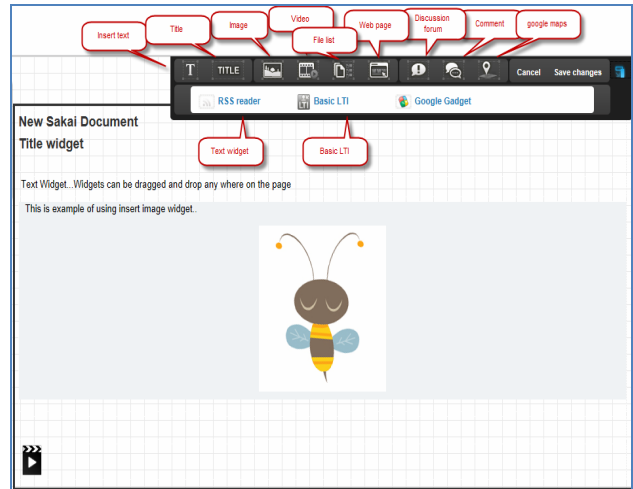 Insert text
Title
Image
Video
File list
Web page
Discussion
forum
Comment
google maps
T
TITLE
Cancel
Save changes
RSS reader
Basic LTI
Google Gadget
Text widget
Basic LTI
New Sakai Document
Title widget
Text Widget...Widgets can be dragged and drop any where on the page
This is example of using insert image widget..